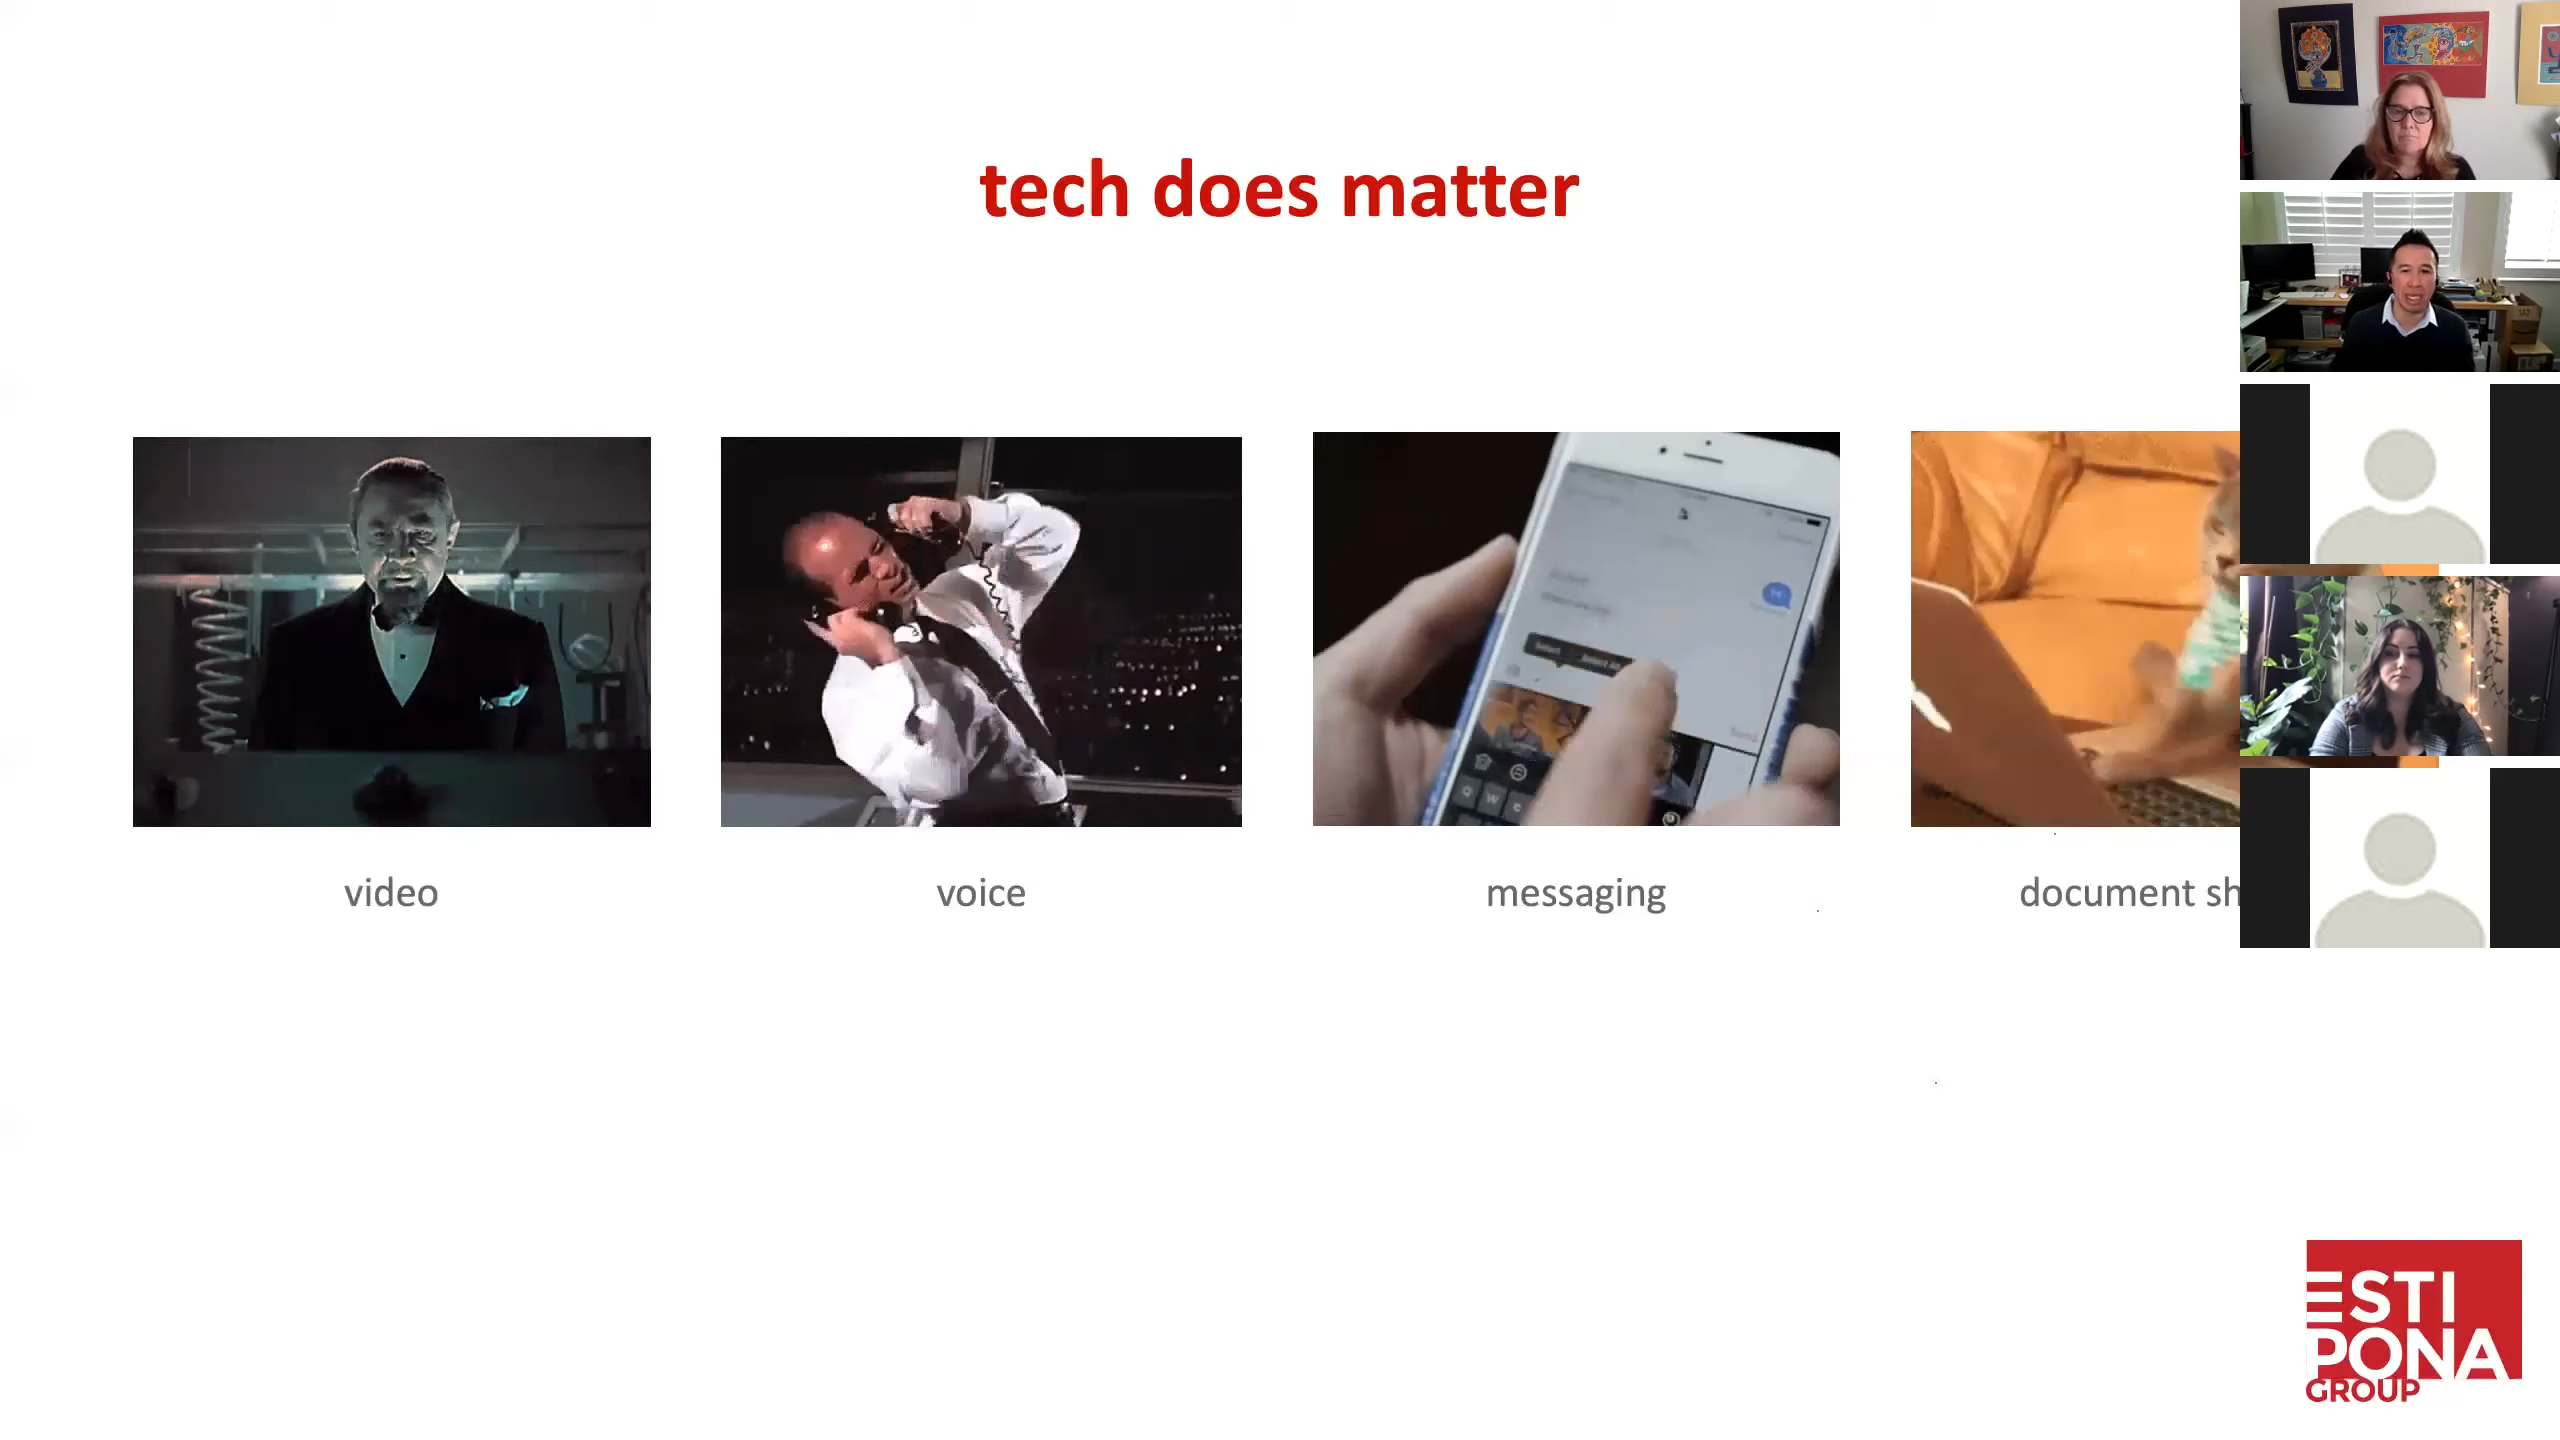 tech does matter
video
voice
messaging
document sh
Q W
ESTI
PONA
GROUP